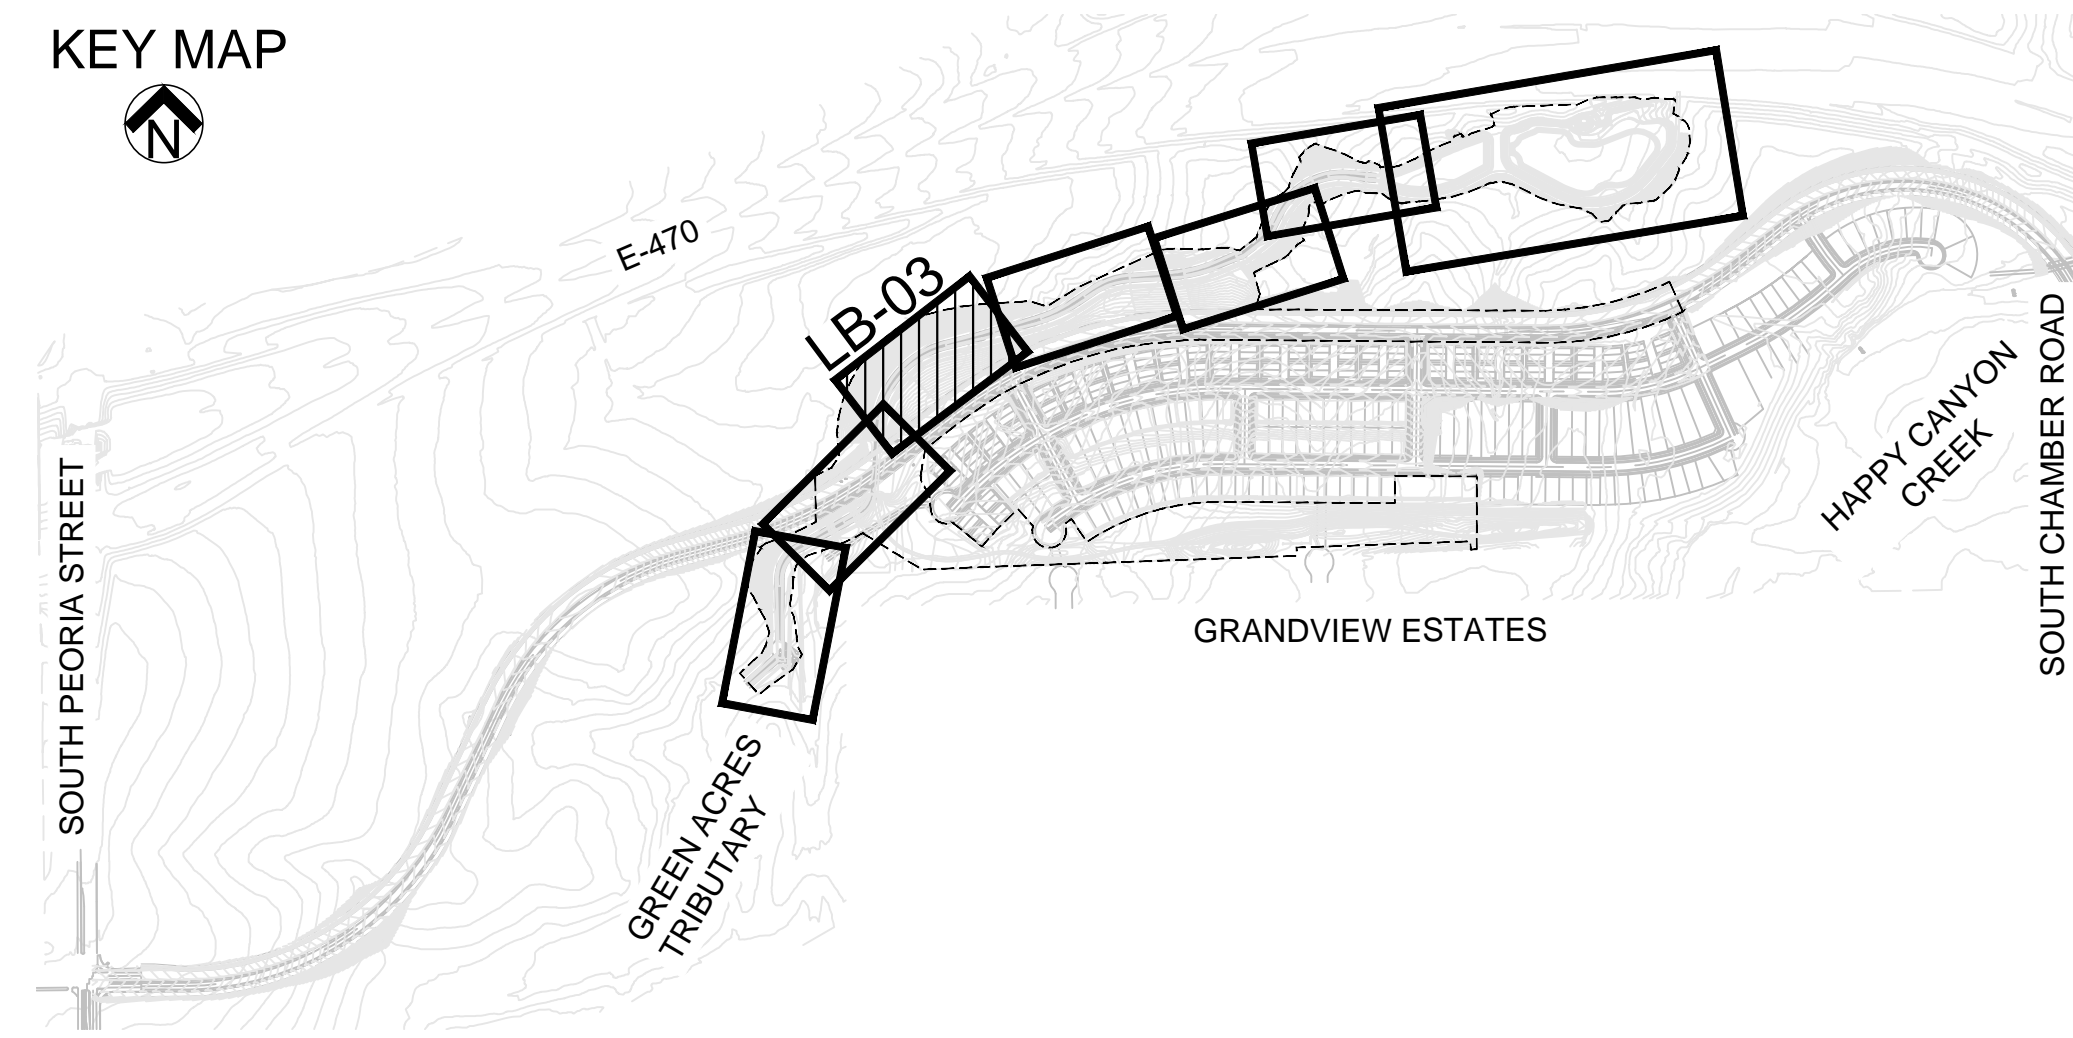 KEY MAP
N
E-470
LB-03
SOUTH PEORIA STREET
GREEN ACRES
TRIBUTARY
GRANDVIEW ESTATES
HAPPY CANYON
CREEK
SOUTH CHAMBER ROAD